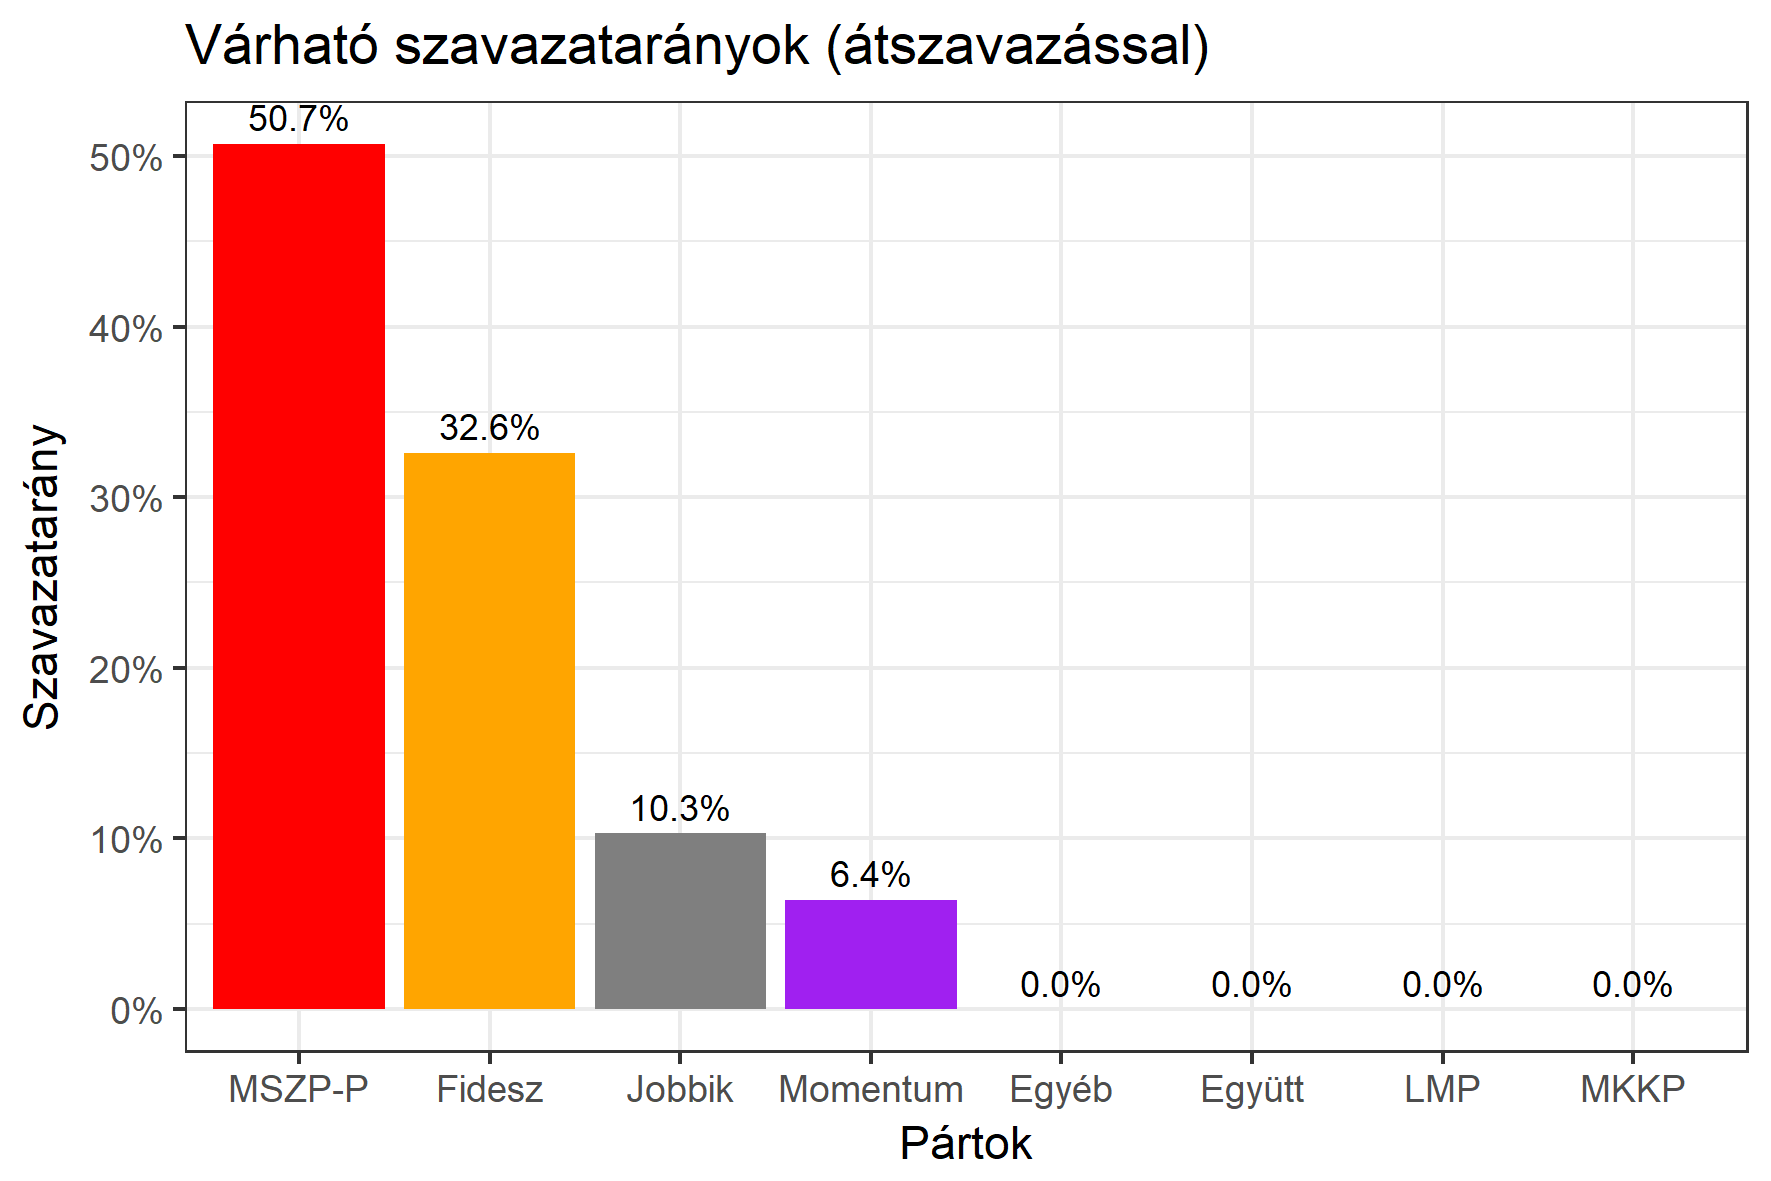 Várható szavazatarányok (átszavazással)
50.7%
32.6%
10.3%
6.4%
0.0%
0.0%
0.0%
0.0%
50%
40%
30%
20%
10%
0%
Szavazatarány
MSZP-P
Fidesz
Jobbik
Momentum
Egyéb
Együtt
LMP
MKKP
Pártok